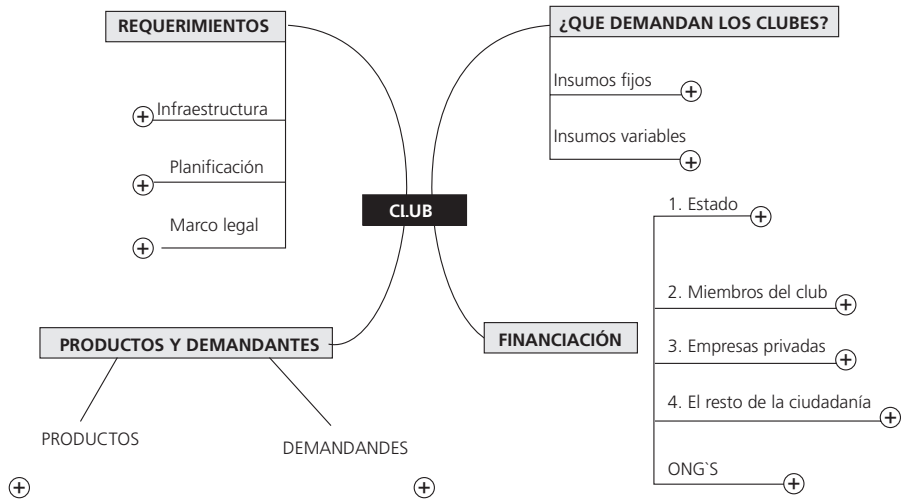 REQUERIMIENTOS
Infraestructura
Planificación
Marco legal
¿QUE DEMANDAN LOS CLUBES?
Insumos fijos
Insumos variables
CLUB
PRODUCTOS Y DEMANDANTES
PRODUCTOS
DEMANDANDES
FINANCIACIÓN
1. Estado
2. Miembros del club
3. Empresas privadas
4. El resto de la ciudadanía
ONG`S